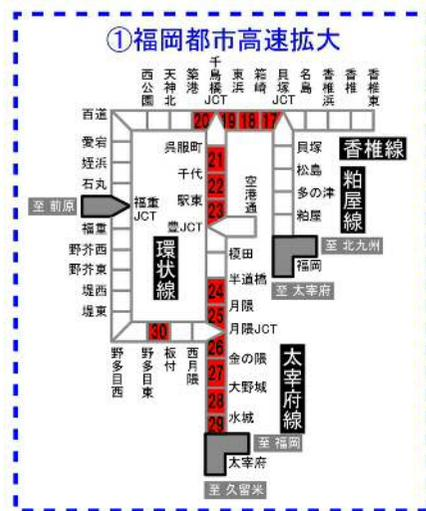 ①福岡都市高速拡大
西公園
天神北
築港
千鳥橋JCT
東浜
箱崎
貝塚JCT
名島
香椎浜
香椎
香椎東
百道
20
19
18
17
愛宕
姪浜
石丸
至 前原
福重JCT
福重
野芥西
野芥東
堤西
堤東
呉服町
21
千代
22
駅東
23
豊JCT
空港通
環状線
榎田
半道橋
24
月隈
25
月隈JCT
貝塚
松島
多の津
粕屋
香椎線
粕屋線
至 北九州
福岡
至 太宰府
30
野多目西
野多目東
板付
西月隈
26
金の隈
27
大野城
28
水城
29
太宰府線
至 福岡
太宰府
至 久留米